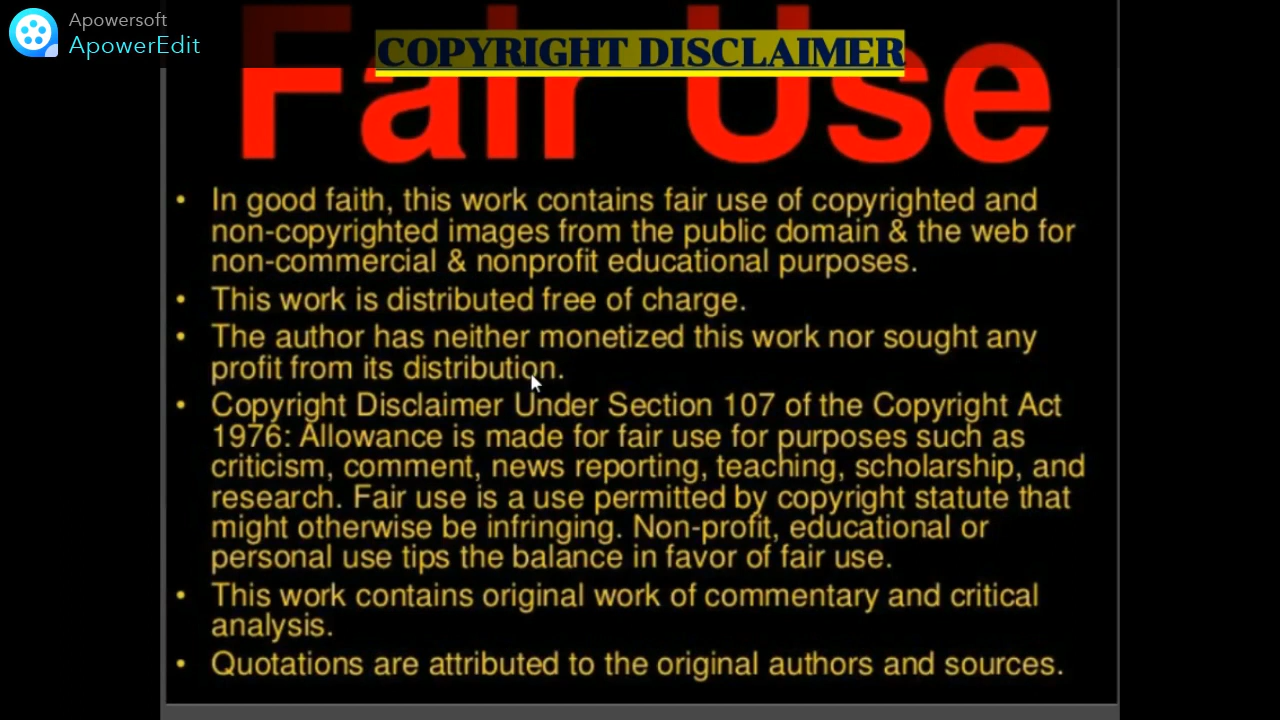 Apowersoft
ApowerEdit
COPYRIGHT DISCLAIMER
Fair Use
• In good faith, this work contains fair use of copyrighted and
non-copyrighted images from the public domain & the web for
non-commercial & nonprofit educational purposes.
• This work is distributed free of charge.
• The author has neither monetized this work nor sought any
profit from its distribution.
• Copyright Disclaimer Under Section 107 of the Copyright Act
1976: Allowance is made for fair use for purposes such as
criticism, comment, news reporting, teaching, scholarship, and
research. Fair use is a use permitted by copyright statute that
might otherwise be infringing. Non-profit, educational or
personal use tips the balance in favor of fair use.
• This work contains original work of commentary and critical
analysis.
• Quotations are attributed to the original authors and sources.